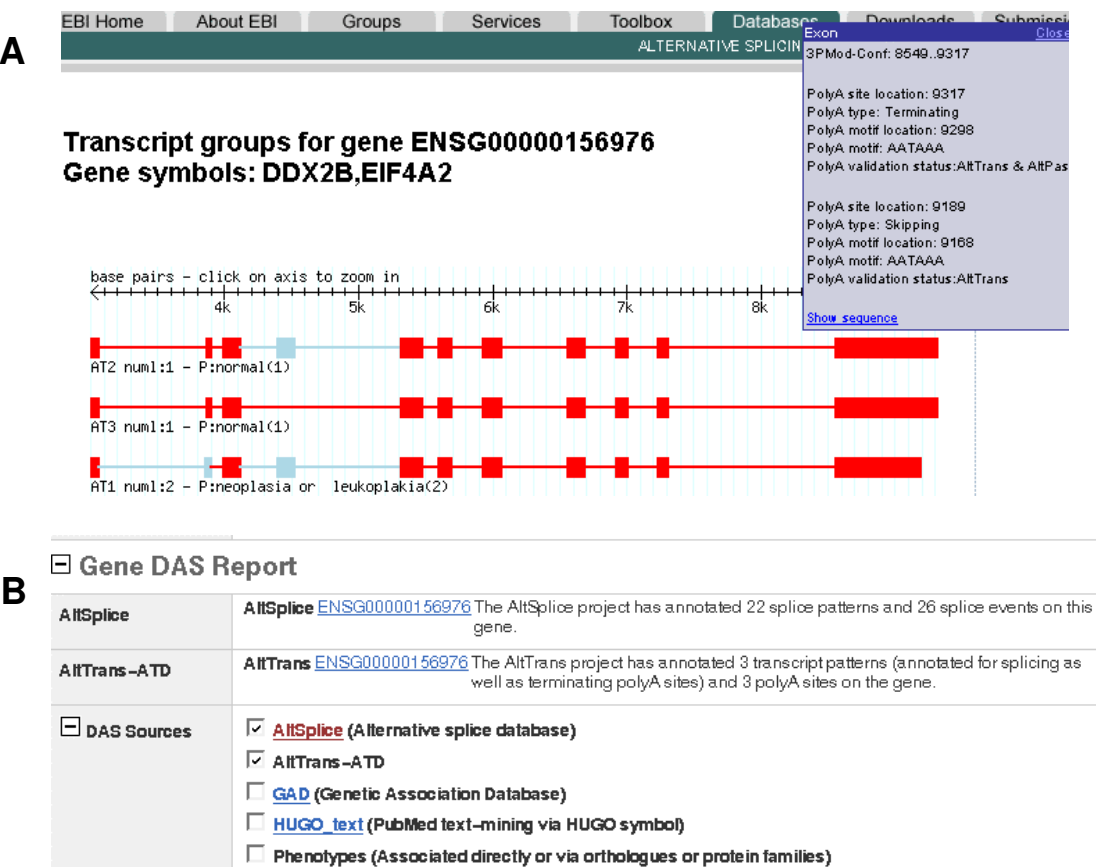 A
EBI Home About EBI Groups Services Toolbox Databases Downloads
ALTERNATIVE SPLICIN
Exon Close
3PMod-Conf: 8549..9317
PolyA site location: 9317
PolyA type: Terminating
PolyA motif location: 9298
PolyA motif: AATAAA
PolyA validation status:AltTrans & AltPas
PolyA site location: 9189
PolyA type: Skipping
PolyA motif location: 9168
PolyA motif: AATAAA
PolyA validation status:AltTrans
Show sequence
Transcript groups for gene ENSG00000156976
Gene symbols: DDX2B,EIF4A2
base pairs - click on axis to zoom in
4k 5k 6k 7k 8k
AT2 numl:1 - P:normal(1)
AT3 numl:1 - P:normal(1)
AT1 numl:2 - P:neoplasia or leukoplakia(2)
B
Gene DAS Report
AltSplice AltSplice ENSG00000156976 The AltSplice project has annotated 22 splice patterns and 26 splice events on this
gene.
AltTrans-ATD AltTrans ENSG00000156976 The AltTrans project has annotated 3 transcript patterns (annotated for splicing as
well as terminating polyA sites) and 3 polyA sites on the gene.
DAS Sources AltSplice (Alternative splice database)
AltTrans-ATD
GAD (Genetic Association Database)
HUGO_text (PubMed text-mining via HUGO symbol)
Phenotypes (Associated directly or via orthologues or protein families)